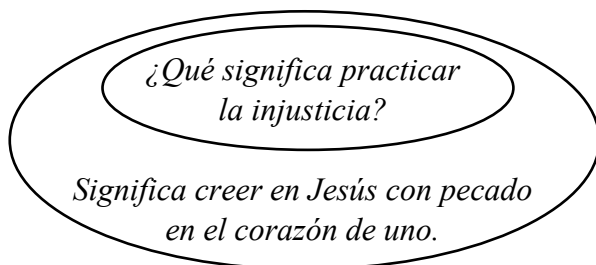 ¿Qué significa practicar
la injusticia?
Significa creer en Jesús con pecado
en el corazón de uno.